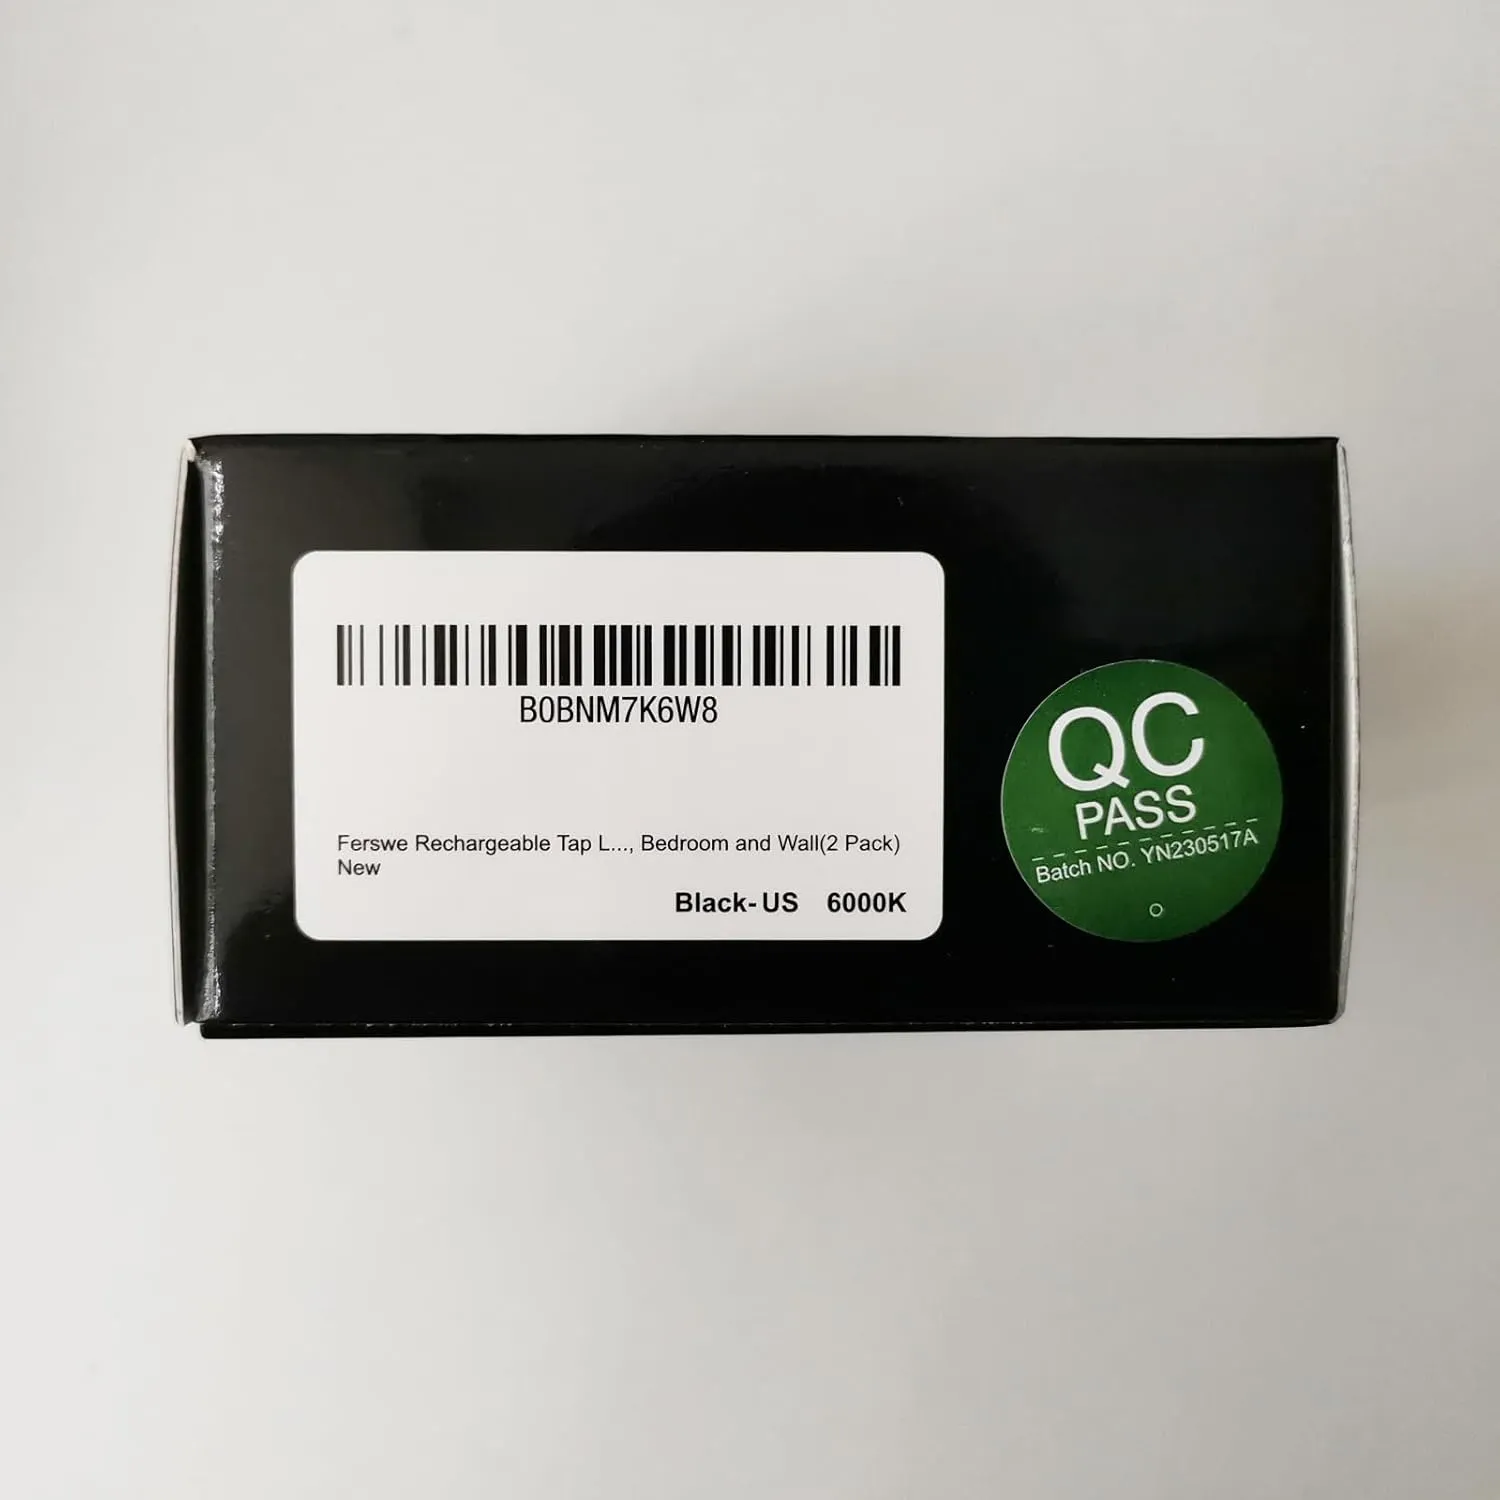 B0BNM7K6W8
Ferswe Rechargeable Tap L..., Bedroom and Wall(2 Pack)
New
Black-US 6000K
QC
PASS
Batch NO. YN230517A